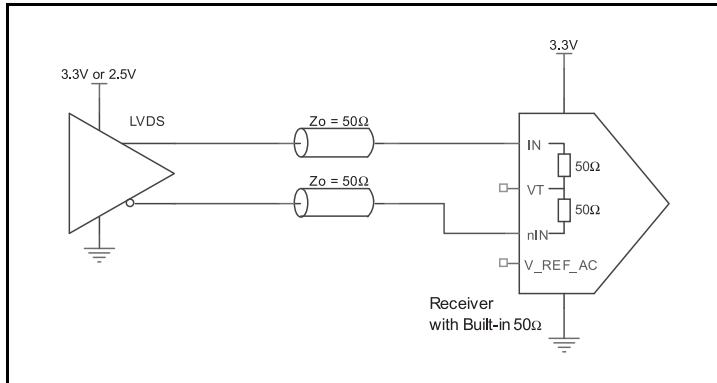 3.3V
3.3V or 2.5V
LVDS
Zo = 50Ω
Zo = 50Ω
IN
50Ω
VT
50Ω
nIN
V_REF_AC
Receiver
with Built-in 50Ω